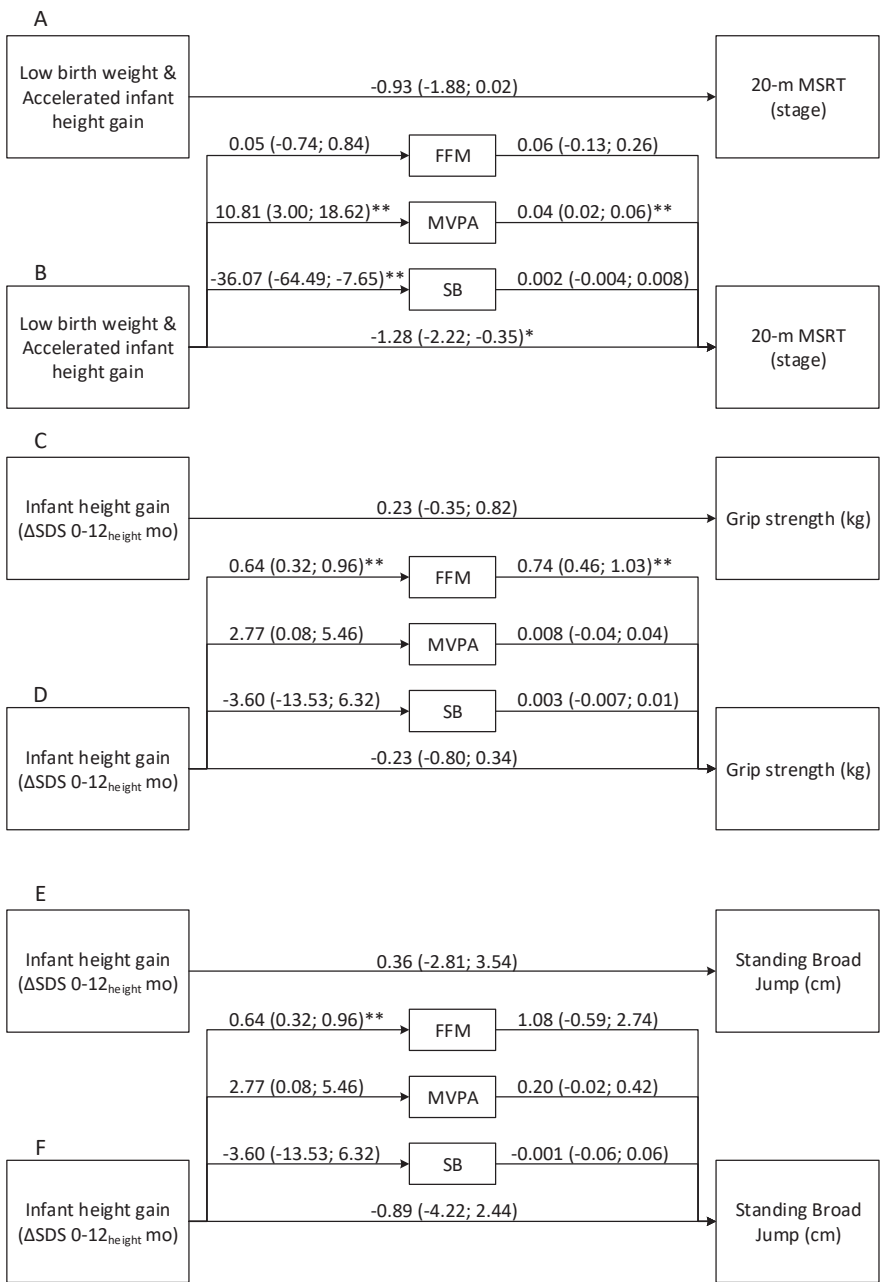 A
Low birth weight &
Accelerated infant
height gain
-0.93 (-1.88; 0.02)
20-m MSRT
(stage)
0.05 (-0.74; 0.84)
FFM
0.06 (-0.13; 0.26)
10.81 (3.00; 18.62)**
MVPA
0.04 (0.02; 0.06)**
B
-36.07 (-64.49; -7.65)**
SB
0.002 (-0.004; 0.008)
Low birth weight &
Accelerated infant
height gain
-1.28 (-2.22; -0.35)*
20-m MSRT
(stage)
C
Infant height gain
(ΔSDS 0-12height mo)
0.23 (-0.35; 0.82)
Grip strength (kg)
0.64 (0.32; 0.96)**
FFM
0.74 (0.46; 1.03)**
2.77 (0.08; 5.46)
MVPA
0.008 (-0.04; 0.04)
D
-3.60 (-13.53; 6.32)
SB
0.003 (-0.007; 0.01)
Infant height gain
(ΔSDS 0-12height mo)
-0.23 (-0.80; 0.34)
Grip strength (kg)
E
Infant height gain
(ΔSDS 0-12height mo)
0.36 (-2.81; 3.54)
Standing Broad
Jump (cm)
0.64 (0.32; 0.96)**
FFM
1.08 (-0.59; 2.74)
2.77 (0.08; 5.46)
MVPA
0.20 (-0.02; 0.42)
F
-3.60 (-13.53; 6.32)
SB
-0.001 (-0.06; 0.06)
Infant height gain
(ΔSDS 0-12height mo)
-0.89 (-4.22; 2.44)
Standing Broad
Jump (cm)